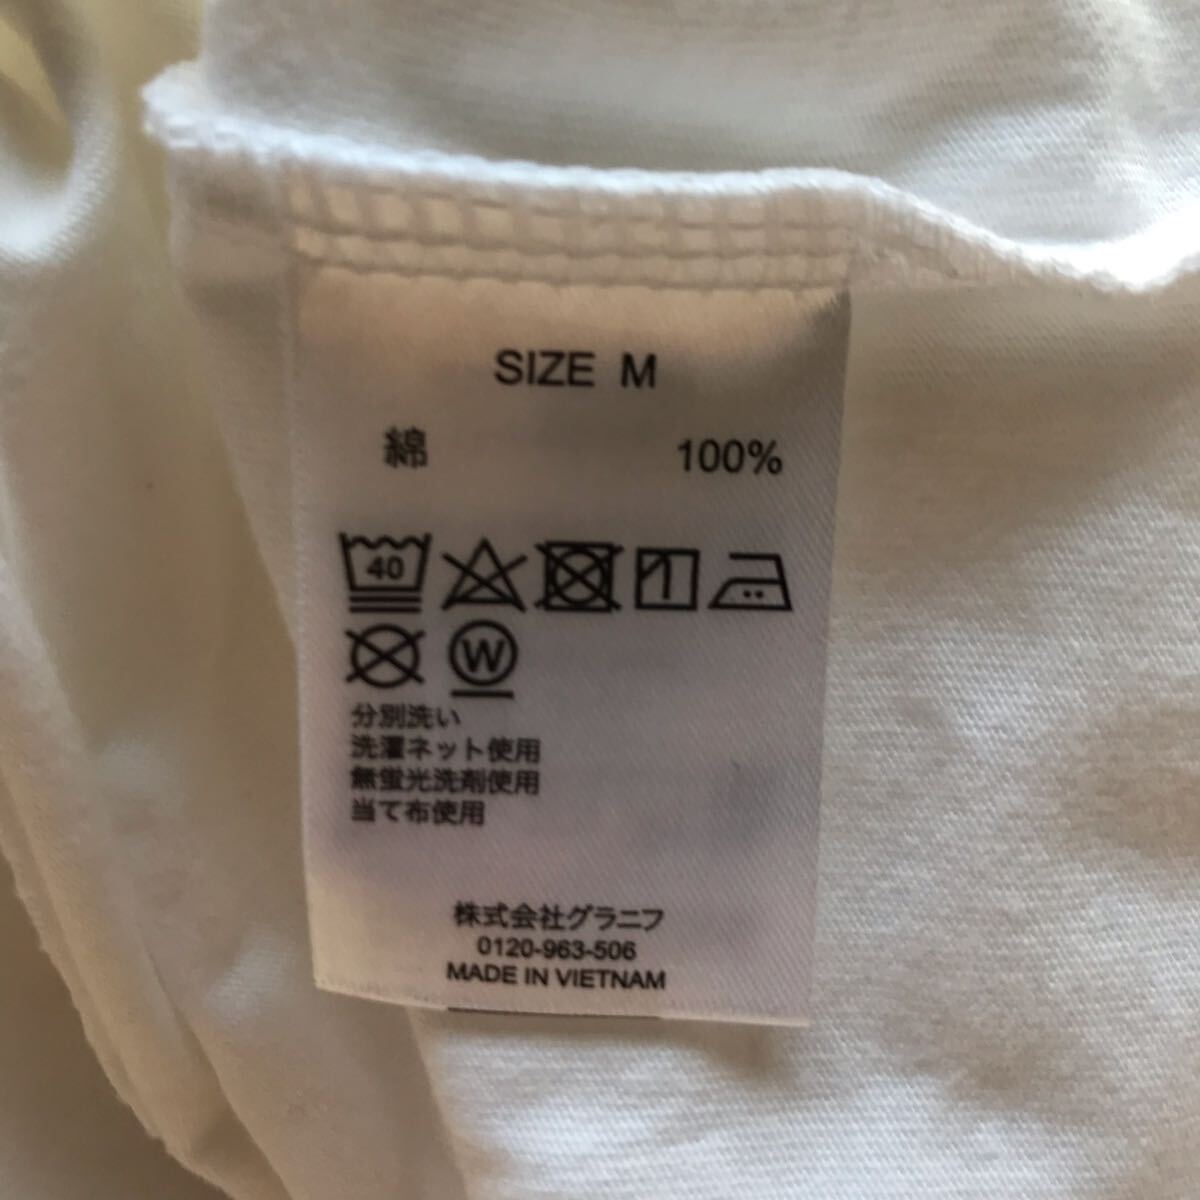 SIZE M
綿 100%
40
W
分別洗い
洗濯ネット使用
無蛍光洗剤使用
当て布使用
株式会社グラニフ
0120-963-506
MADE IN VIETNAM